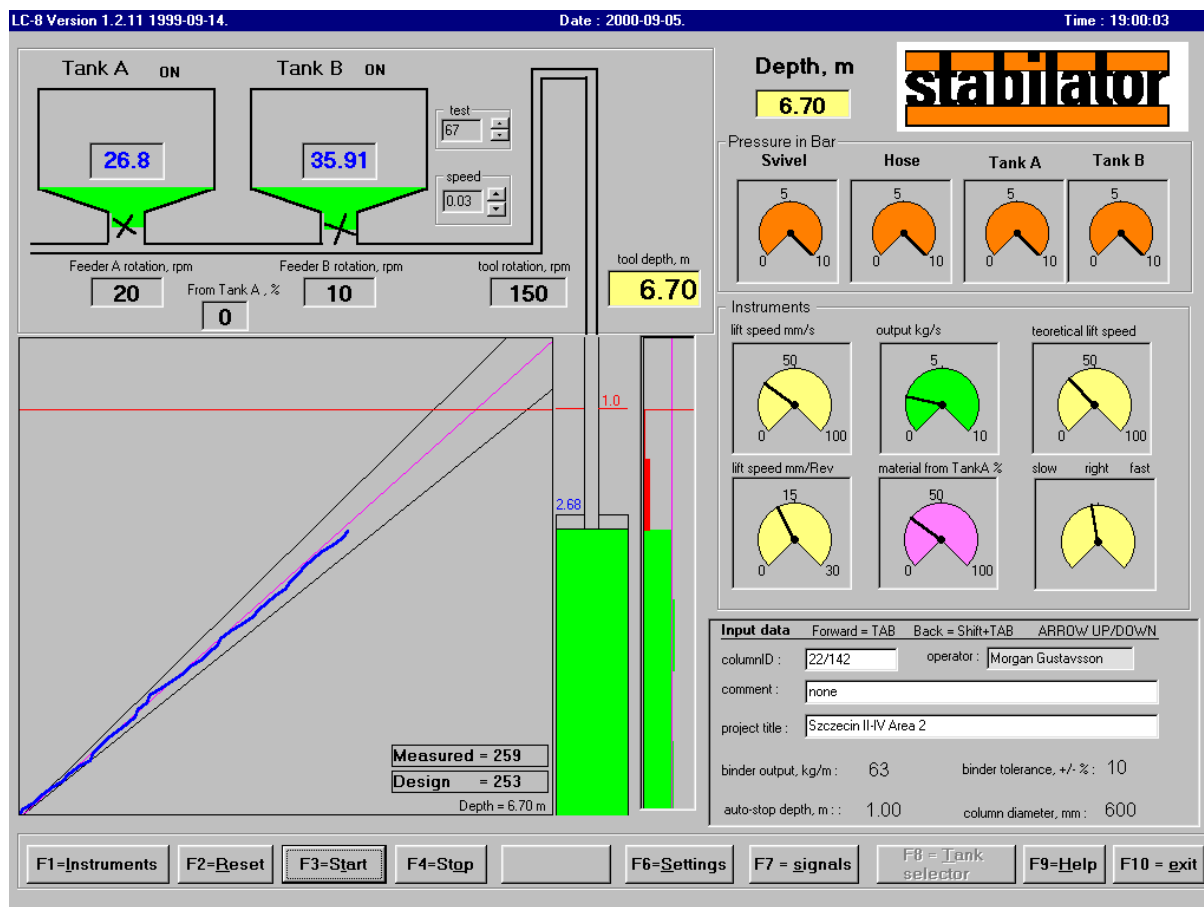 LC-8 Version 1.2.11 1999-09-14. Date : 2000-09-05. Time : 19:00:03
Tank A ON Tank B ON
test
67
26.8 35.91
speed
0.03
Feeder A rotation, rpm Feeder B rotation, rpm tool rotation, rpm tool depth, m
20 From Tank A , % 10 150 6.70
0
Depth, m
6.70
stabilator
Pressure in Bar
Svivel Hose Tank A Tank B
5 5 5 5
0 10 0 10 0 10 0 10
Instruments
lift speed mm/s output kg/s teoretical lift speed
50 5 50
0 100 0 10 0 100
lift speed mm/Rev material from TankA % slow right fast
15 50
0 30 0 100
1.0
2.68
Measured = 259
Design = 253
Depth = 6.70 m
Input data Forward = TAB Back = Shift+TAB ARROW UP/DOWN
columnID : 22/142 operator : Morgan Gustavsson
comment : none
project title : Szczecin II-IV Area 2
binder output, kg/m : 63 binder tolerance, +/- % : 10
auto-stop depth, m : : 1.00 column diameter, mm : 600
F1=Instruments F2=Reset F3=Start F4=Stop F6=Settings F7 = signals F8 = Tank selector F9=Help F10 = exit